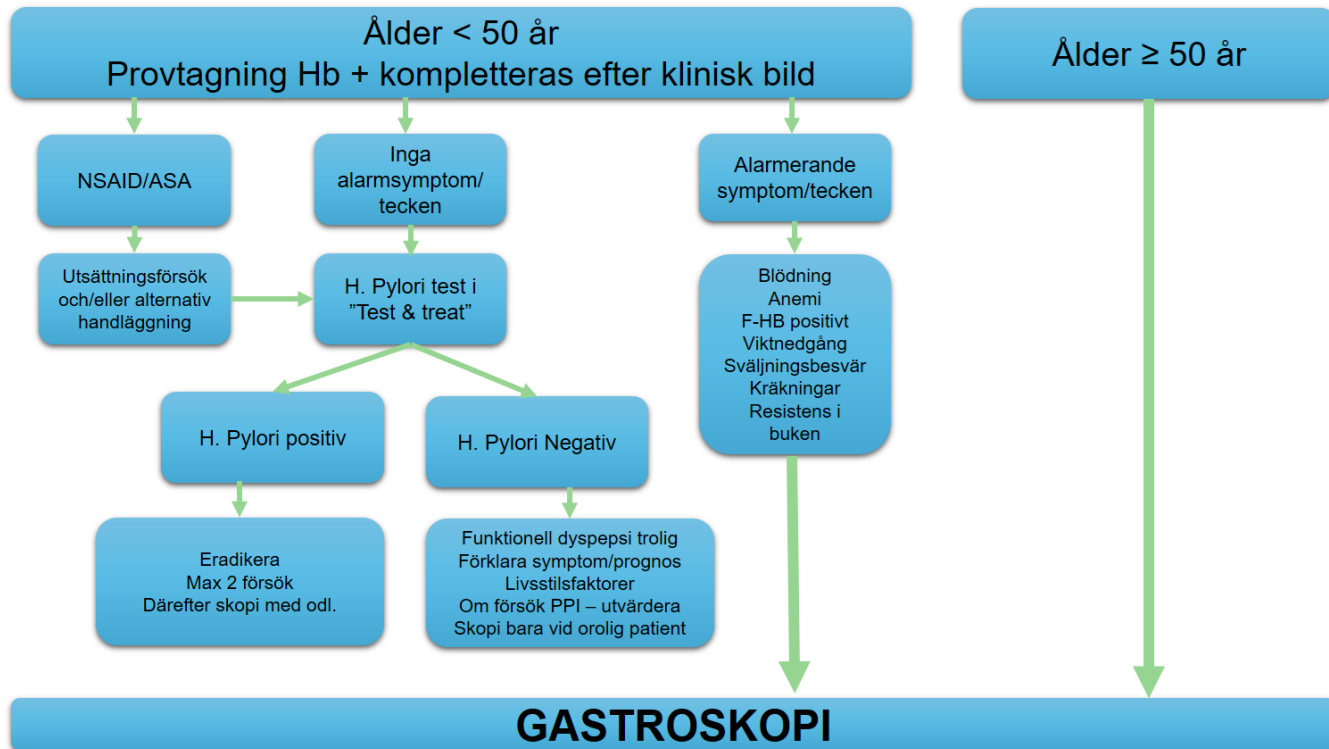 Ålder < 50 år
Provtagning Hb + kompletteras efter klinisk bild
Ålder ≥ 50 år
NSAID/ASA
Inga
alarmsymptom/
tecken
Alarmerande
symptom/tecken
Utsättningsförsök
och/eller alternativ
handläggning
H. Pylori test i
”Test & treat”
Blödning
Anemi
F-HB positivt
Viktnedgång
Sväljningsbesvär
Kräkningar
Resistens i
buken
H. Pylori positiv
H. Pylori Negativ
Eradikera
Max 2 försök
Därefter skopi med odl.
Funktionell dyspepsi trolig
Förklara symptom/prognos
Livsstilsfaktorer
Om försök PPI – utvärdera
Skopi bara vid orolig patient
GASTROSKOPI